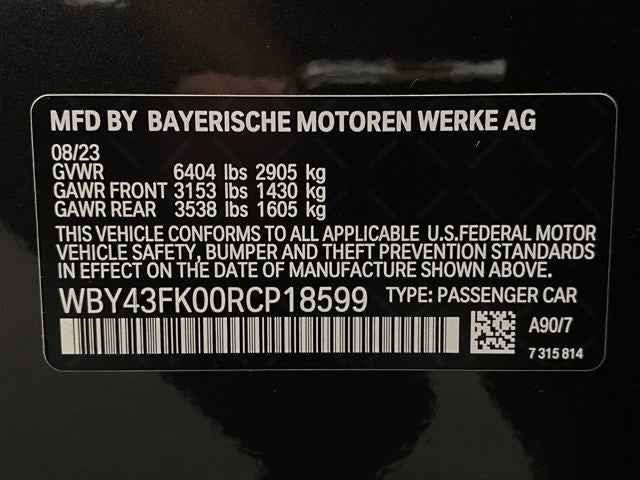 MFD BY BAYERISCHE MOTOREN WERKE AG
08/23
GVWR 6404 lbs 2905 kg
GAWR FRONT 3153 lbs 1430 kg
GAWR REAR 3538 lbs 1605 kg
THIS VEHICLE CONFORMS TO ALL APPLICABLE U.S.FEDERAL MOTOR
VEHICLE SAFETY, BUMPER AND THEFT PREVENTION STANDARDS
IN EFFECT ON THE DATE OF MANUFACTURE SHOWN ABOVE.
WBY43FK00RCP18599 TYPE: PASSENGER CAR
A90/7
7 315 814